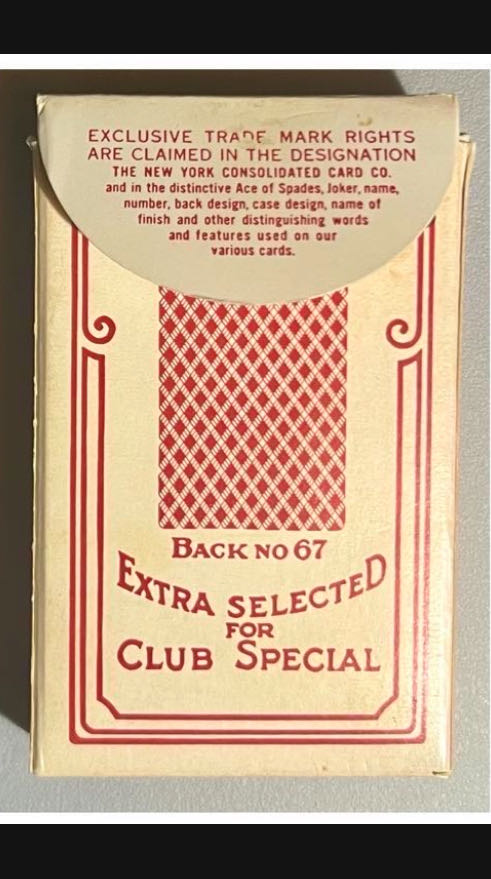 EXCLUSIVE TRADE MARK RIGHTS
ARE CLAIMED IN THE DESIGNATION
THE NEW YORK CONSOLIDATED CARD CO.
and in the distinctive Ace of Spades, Joker, name,
number, back design, case design, name of
finish and other distinguishing words
and features used on our
various cards.
BACK NO 67
EXTRA SELECTED
FOR
CLUB SPECIAL